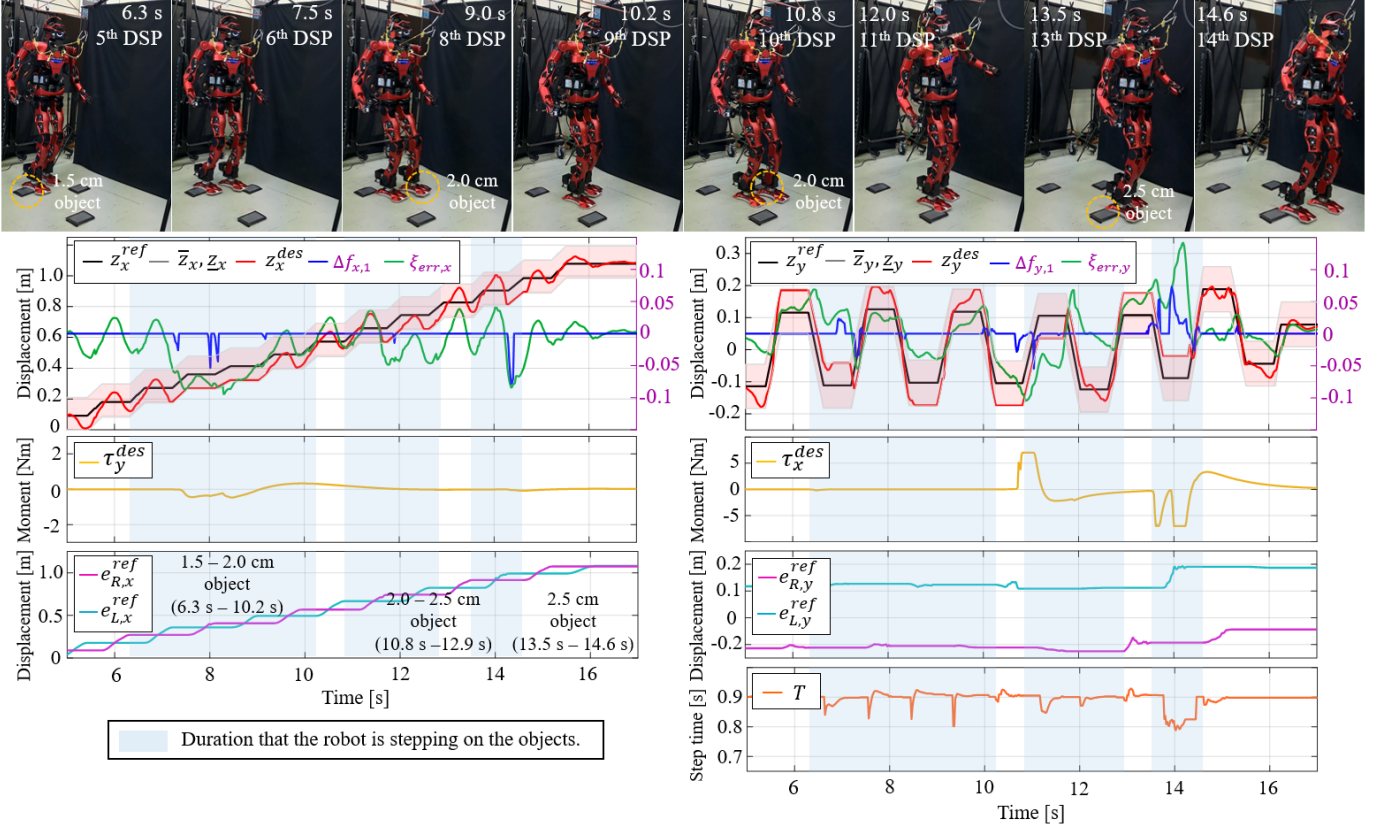 6.3 s
5th DSP
7.5 s
6th DSP
9.0 s
8th DSP
10.2 s
9th DSP
10.8 s
10th DSP
12.0 s
11th DSP
13.5 s
13th DSP
14.6 s
14th DSP
1.5 cm
object
2.0 cm
object
2.0 cm
object
2.5 cm
object
z_x^ref z̅_x, z̲_x z_x^des Δf_x,1 ξ_err,x
Displacement [m]
1.0
0.8
0.6
0.4
0.2
0
0.1
0.05
0
-0.05
-0.1
τ_y^des
Moment [Nm]
2
0
-2
e_R,x^ref
e_L,x^ref
Displacement [m]
1.0
0.5
0
1.5 – 2.0 cm
object
(6.3 s – 10.2 s)
2.0 – 2.5 cm
object
(10.8 s –12.9 s)
2.5 cm
object
(13.5 s – 14.6 s)
6 8 10 12 14 16
Time [s]
Duration that the robot is stepping on the objects.
z_y^ref z̅_y, z̲_y z_y^des Δf_y,1 ξ_err,y
Displacement [m]
0.3
0.2
0.1
0
-0.1
-0.2
0.1
0.05
0
-0.05
-0.1
τ_x^des
Moment [Nm]
5
0
-5
e_R,y^ref
e_L,y^ref
Displacement [m]
0.2
0.1
0
-0.2
T
Step time [s]
0.9
0.8
0.7
6 8 10 12 14 16
Time [s]